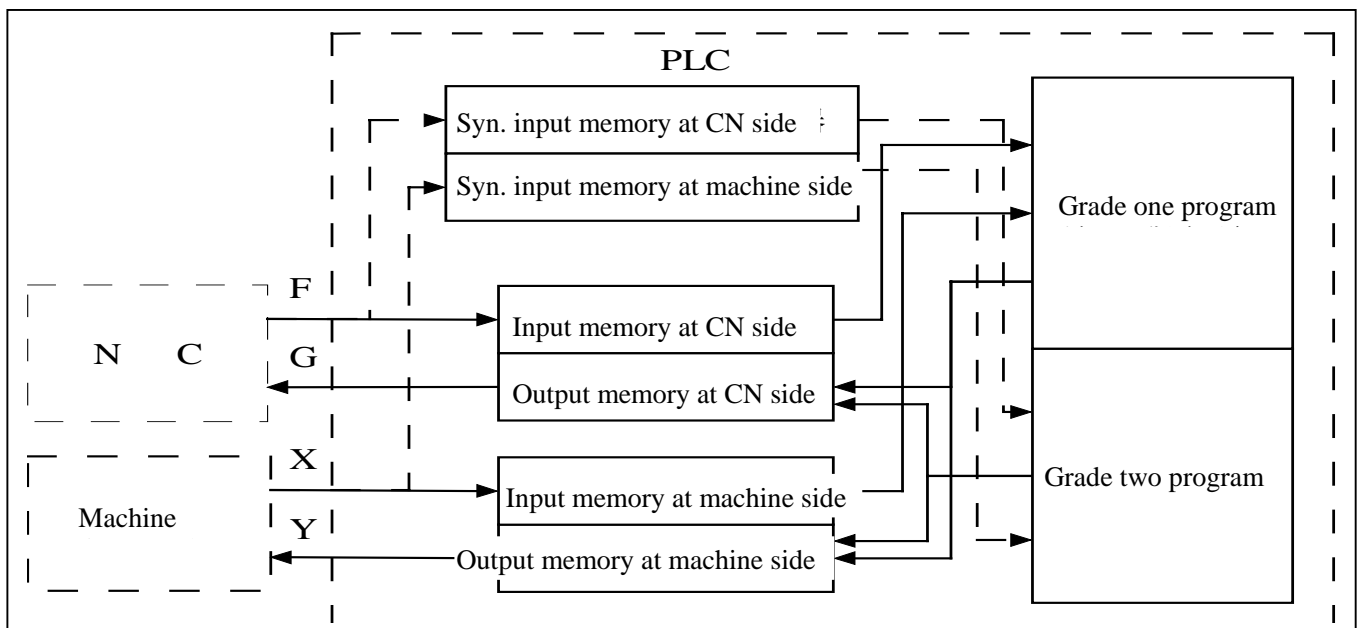 PLC
Syn. input memory at CN side
Syn. input memory at machine side
Grade one program
F
Input memory at CN side
N C
G
Output memory at CN side
X
Input memory at machine side
Grade two program
Machine
Y
Output memory at machine side